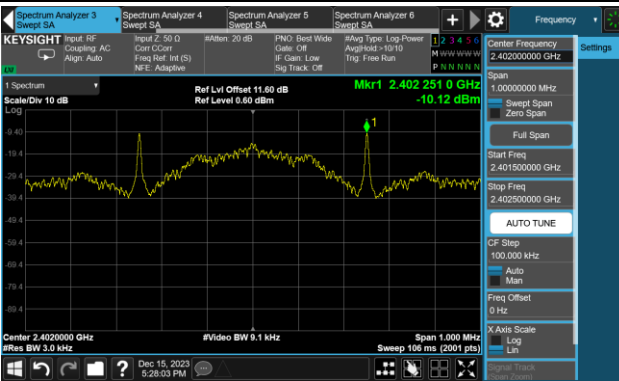 Spectrum Analyzer 3
Swept SA
Spectrum Analyzer 4
Swept SA
Spectrum Analyzer 5
Swept SA
Spectrum Analyzer 6
Swept SA
+
Frequency
KEYSIGHT
Input: RF
Coupling: AC
Align: Auto
Input Z: 50 Ω
Corr CCorr
Freq Ref: Int (S)
NFE: Adaptive
#Atten: 20 dB
PNO: Best Wide
Gate: Off
IF Gain: Low
Sig Track: Off
#Avg Type: Log-Power
Avg|Hold:>10/10
Trig: Free Run
1 2 3 4 5 6
M W W W W W
P N N N N N
LM
1 Spectrum
Scale/Div 10 dB
Log
Ref Lvl Offset 11.60 dB
Ref Level 0.60 dBm
Mkr1 2.402 251 0 GHz
-10.12 dBm
1
-9.40
-19.4
-29.4
-39.4
-49.4
-59.4
-69.4
-79.4
-89.4
Center 2.4020000 GHz
#Res BW 3.0 kHz
#Video BW 9.1 kHz
Span 1.000 MHz
Sweep 106 ms (2001 pts)
Center Frequency
2.402000000 GHz
Settings
Span
1.00000000 MHz
Swept Span
Zero Span
Full Span
Start Freq
2.401500000 GHz
Stop Freq
2.402500000 GHz
AUTO TUNE
CF Step
100.000 kHz
Auto
Man
Freq Offset
0 Hz
X Axis Scale
Log
Lin
Signal Track
(Span Zoom)
?
Dec 15, 2023
5:28:03 PM